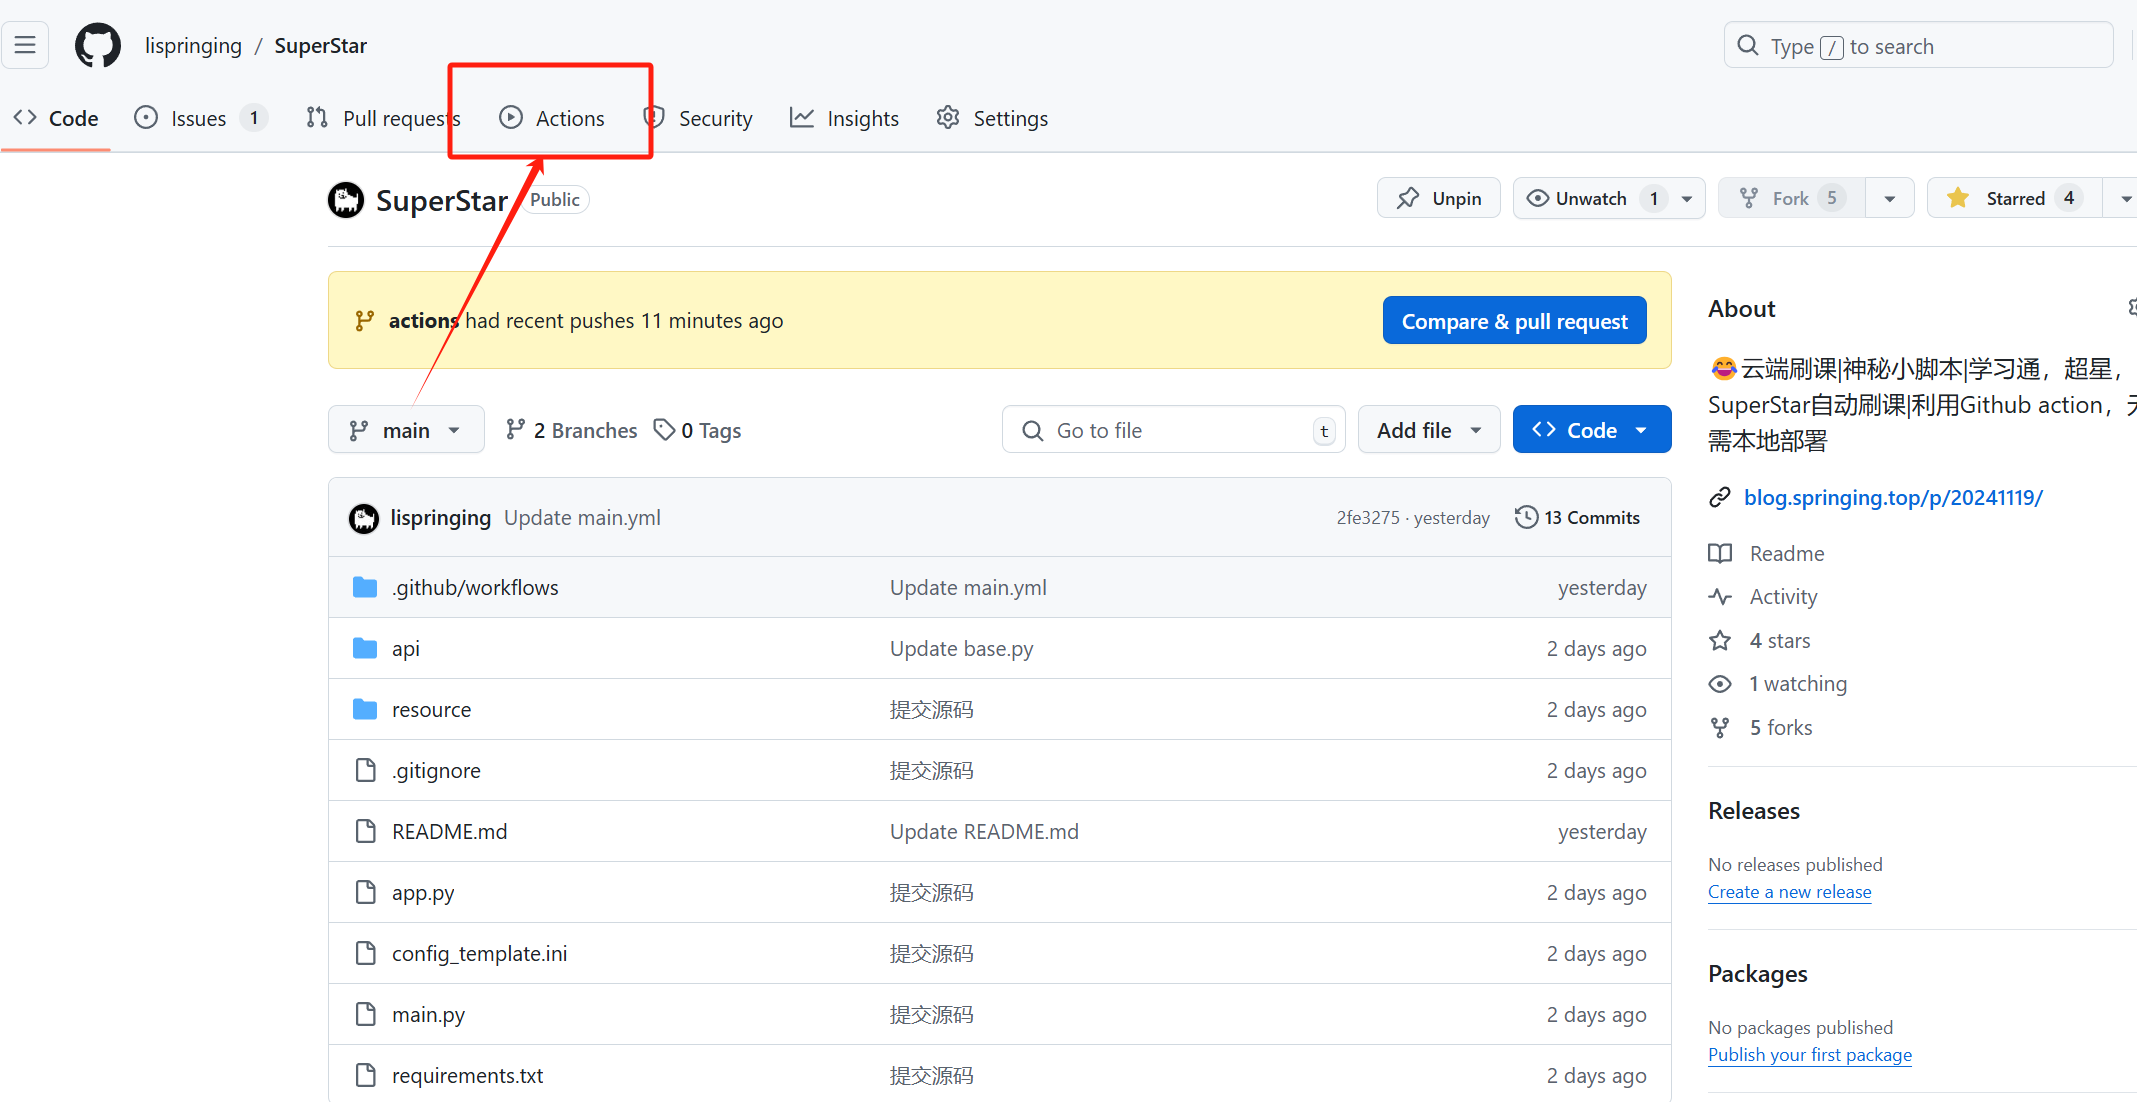 lispringing / SuperStar
Type / to search
Code
Issues 1
Pull requests
Actions
Security
Insights
Settings
SuperStar Public
Unpin
Unwatch 1
Fork 5
Starred 4
actions had recent pushes 11 minutes ago
Compare & pull request
main
2 Branches
0 Tags
Go to file t
Add file
Code
lispringing Update main.yml 2fe3275 · yesterday 13 Commits
.github/workflows Update main.yml yesterday
api Update base.py 2 days ago
resource 提交源码 2 days ago
.gitignore 提交源码 2 days ago
README.md Update README.md yesterday
app.py 提交源码 2 days ago
config_template.ini 提交源码 2 days ago
main.py 提交源码 2 days ago
requirements.txt 提交源码 2 days ago
About
😂云端刷课|神秘小脚本|学习通，超星，
SuperStar自动刷课|利用Github action，
需本地部署
blog.springing.top/p/20241119/
Readme
Activity
4 stars
1 watching
5 forks
Releases
No releases published
Create a new release
Packages
No packages published
Publish your first package